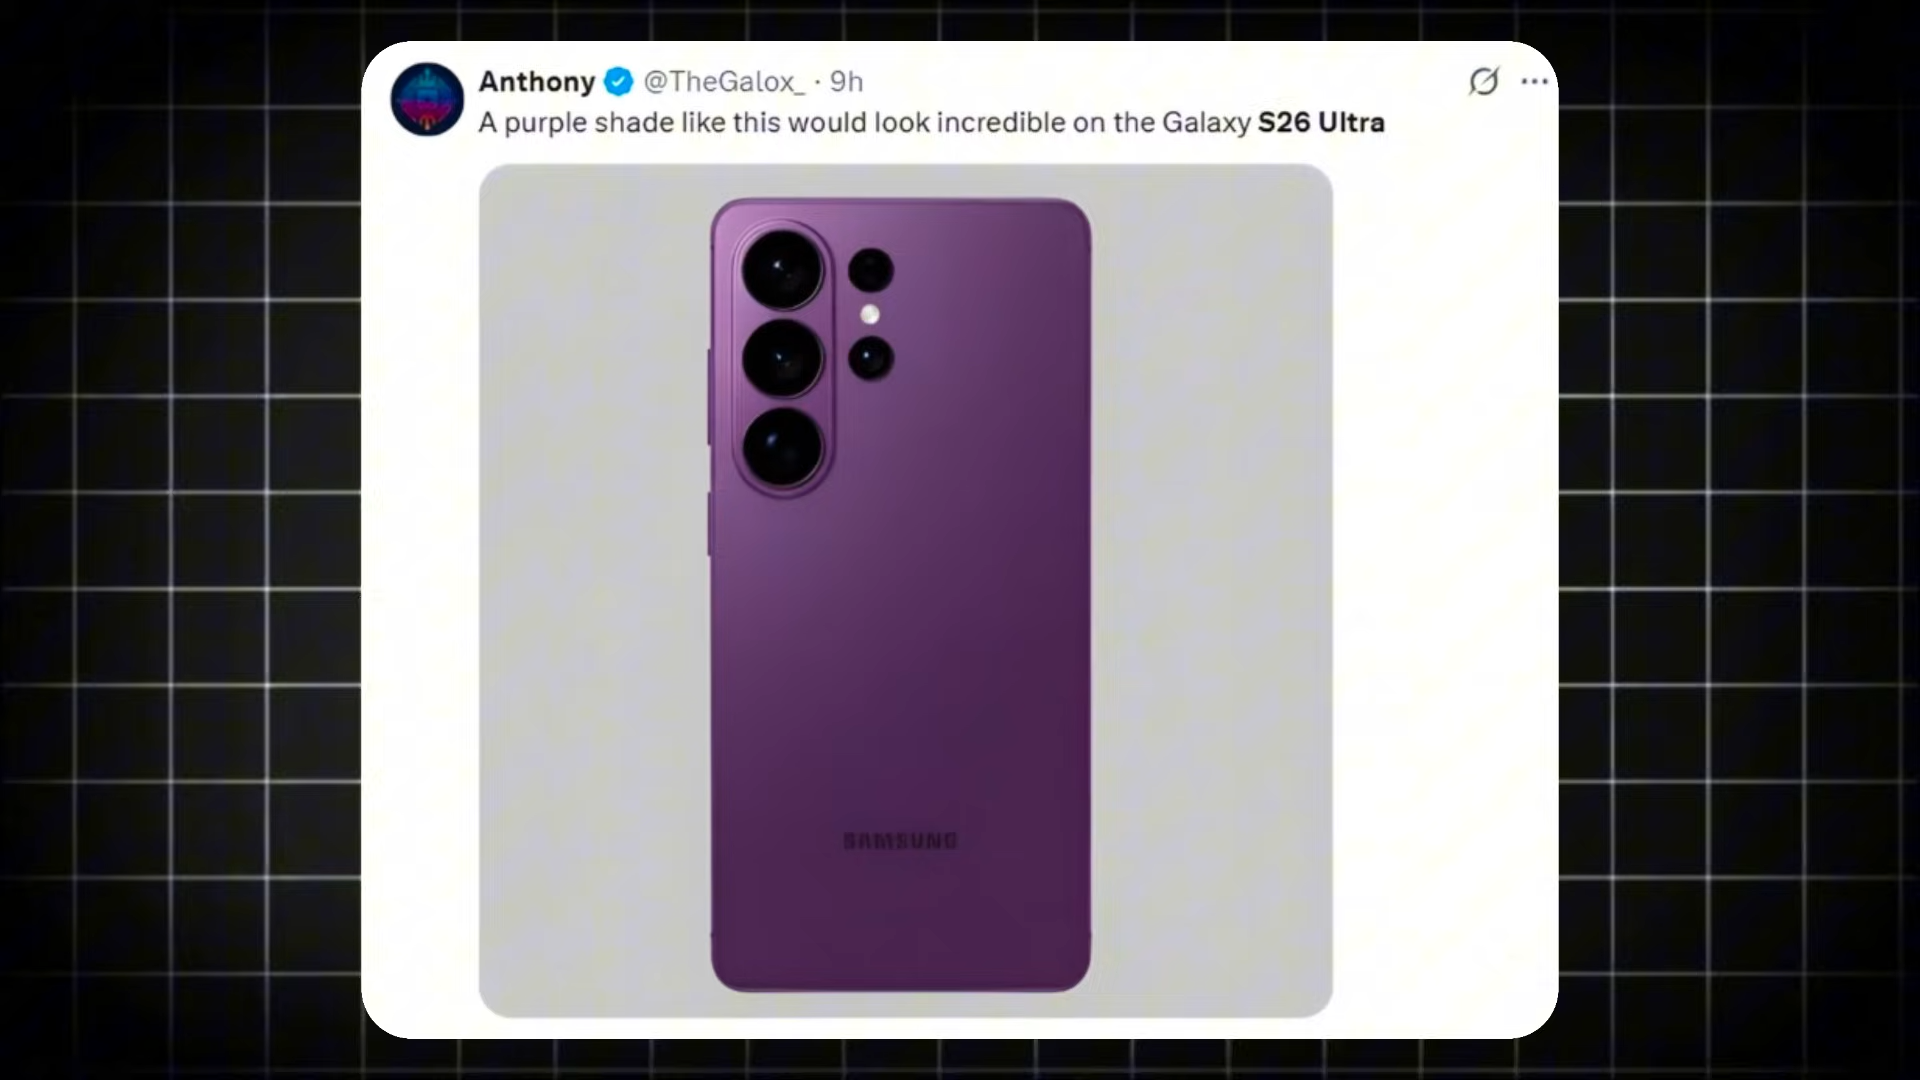 Anthony @TheGalox_ · 9h
A purple shade like this would look incredible on the Galaxy S26 Ultra
SAMSUNG